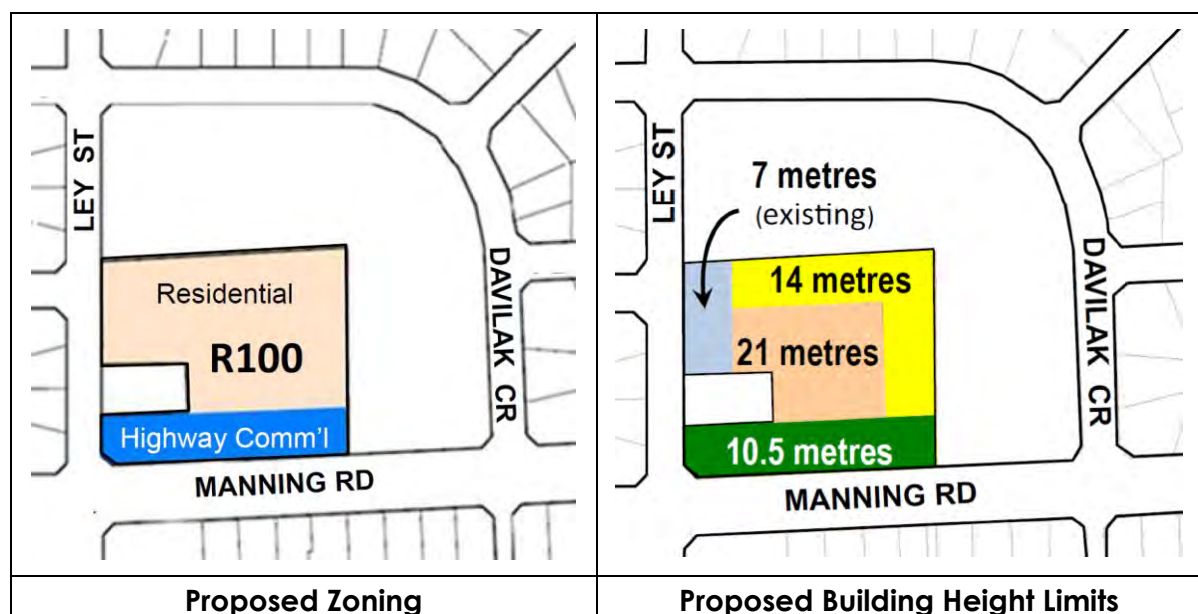 LEY ST
Residential
R100
Highway Comm'l
MANNING RD
DAVILAK CR
Proposed Zoning
LEY ST
7 metres
(existing)
14 metres
21 metres
10.5 metres
MANNING RD
DAVILAK CR
Proposed Building Height Limits